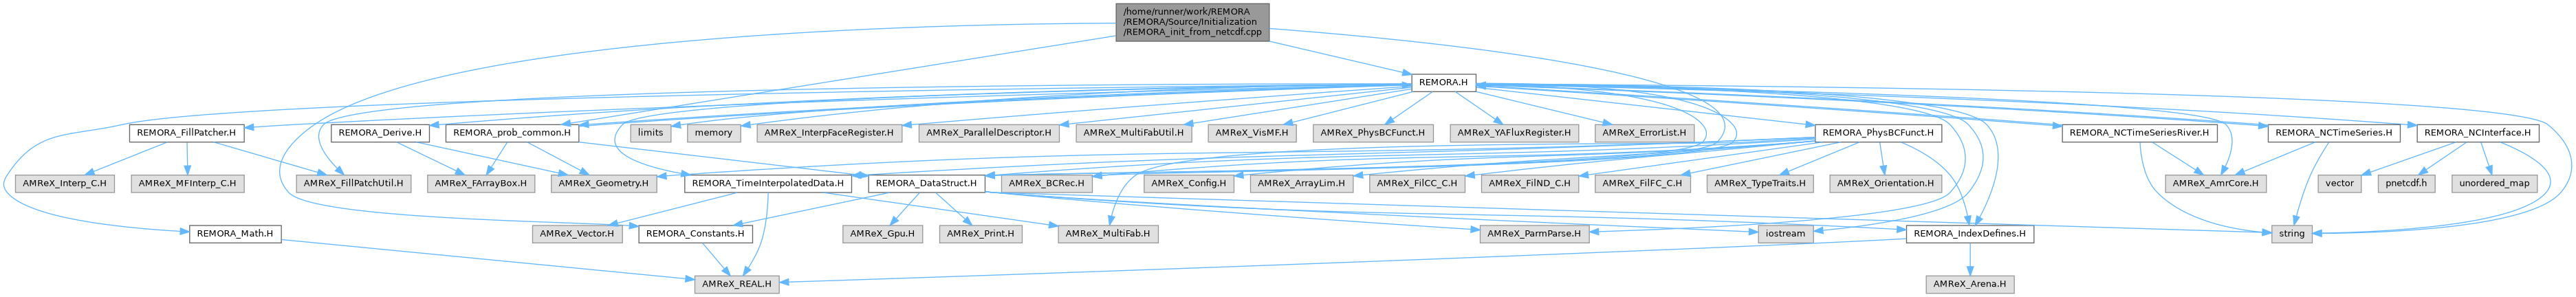 /home/runner/work/REMORA
/REMORA/Source/Initialization
/REMORA_init_from_netcdf.cpp
REMORA.H
REMORA_FillPatcher.H
REMORA_Derive.H
REMORA_prob_common.H
limits
memory
AMReX_InterpFaceRegister.H
AMReX_ParallelDescriptor.H
AMReX_MultiFabUtil.H
AMReX_VisMF.H
AMReX_PhysBCFunct.H
AMReX_YAFluxRegister.H
AMReX_ErrorList.H
REMORA_PhysBCFunct.H
REMORA_NCTimeSeriesRiver.H
REMORA_NCTimeSeries.H
REMORA_NCInterface.H
AMReX_Interp_C.H
AMReX_MFInterp_C.H
AMReX_FillPatchUtil.H
AMReX_FArrayBox.H
AMReX_Geometry.H
REMORA_TimeInterpolatedData.H
REMORA_DataStruct.H
AMReX_BCRec.H
AMReX_Config.H
AMReX_ArrayLim.H
AMReX_FilCC_C.H
AMReX_FilND_C.H
AMReX_FilFC_C.H
AMReX_TypeTraits.H
AMReX_Orientation.H
AMReX_AmrCore.H
vector
pnetcdf.h
unordered_map
REMORA_Math.H
AMReX_Vector.H
REMORA_Constants.H
AMReX_Gpu.H
AMReX_Print.H
AMReX_MultiFab.H
AMReX_ParmParse.H
iostream
REMORA_IndexDefines.H
string
AMReX_REAL.H
AMReX_Arena.H